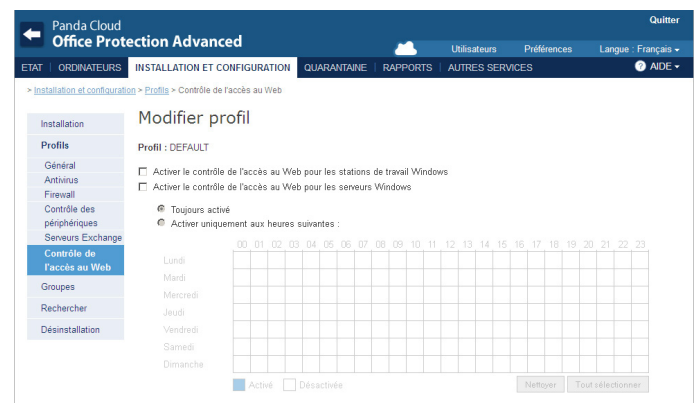 Quitter
Panda Cloud
Office Protection Advanced
Utilisateurs Préférences Langue : Français
ETAT | ORDINATEURS INSTALLATION ET CONFIGURATION QUARANTAINE | RAPPORTS | AUTRES SERVICES ? AIDE
> Installation et configuration > Profils > Contrôle de l'accès au Web
Installation
Profils
Général
Antivirus
Firewall
Contrôle des
périphériques
Serveurs Exchange
Contrôle de
l'accès au Web
Groupes
Rechercher
Désinstallation
Modifier profil
Profil : DEFAULT
Activer le contrôle de l'accès au Web pour les stations de travail Windows
Activer le contrôle de l'accès au Web pour les serveurs Windows
Toujours activé
Activer uniquement aux heures suivantes :
00 01 02 03 04 05 06 07 08 09 10 11 12 13 14 15 16 17 18 19 20 21 22 23
Lundi
Mardi
Mercredi
Jeudi
Vendredi
Samedi
Dimanche
Activé Désactivée Nettoyer Tout sélectionner